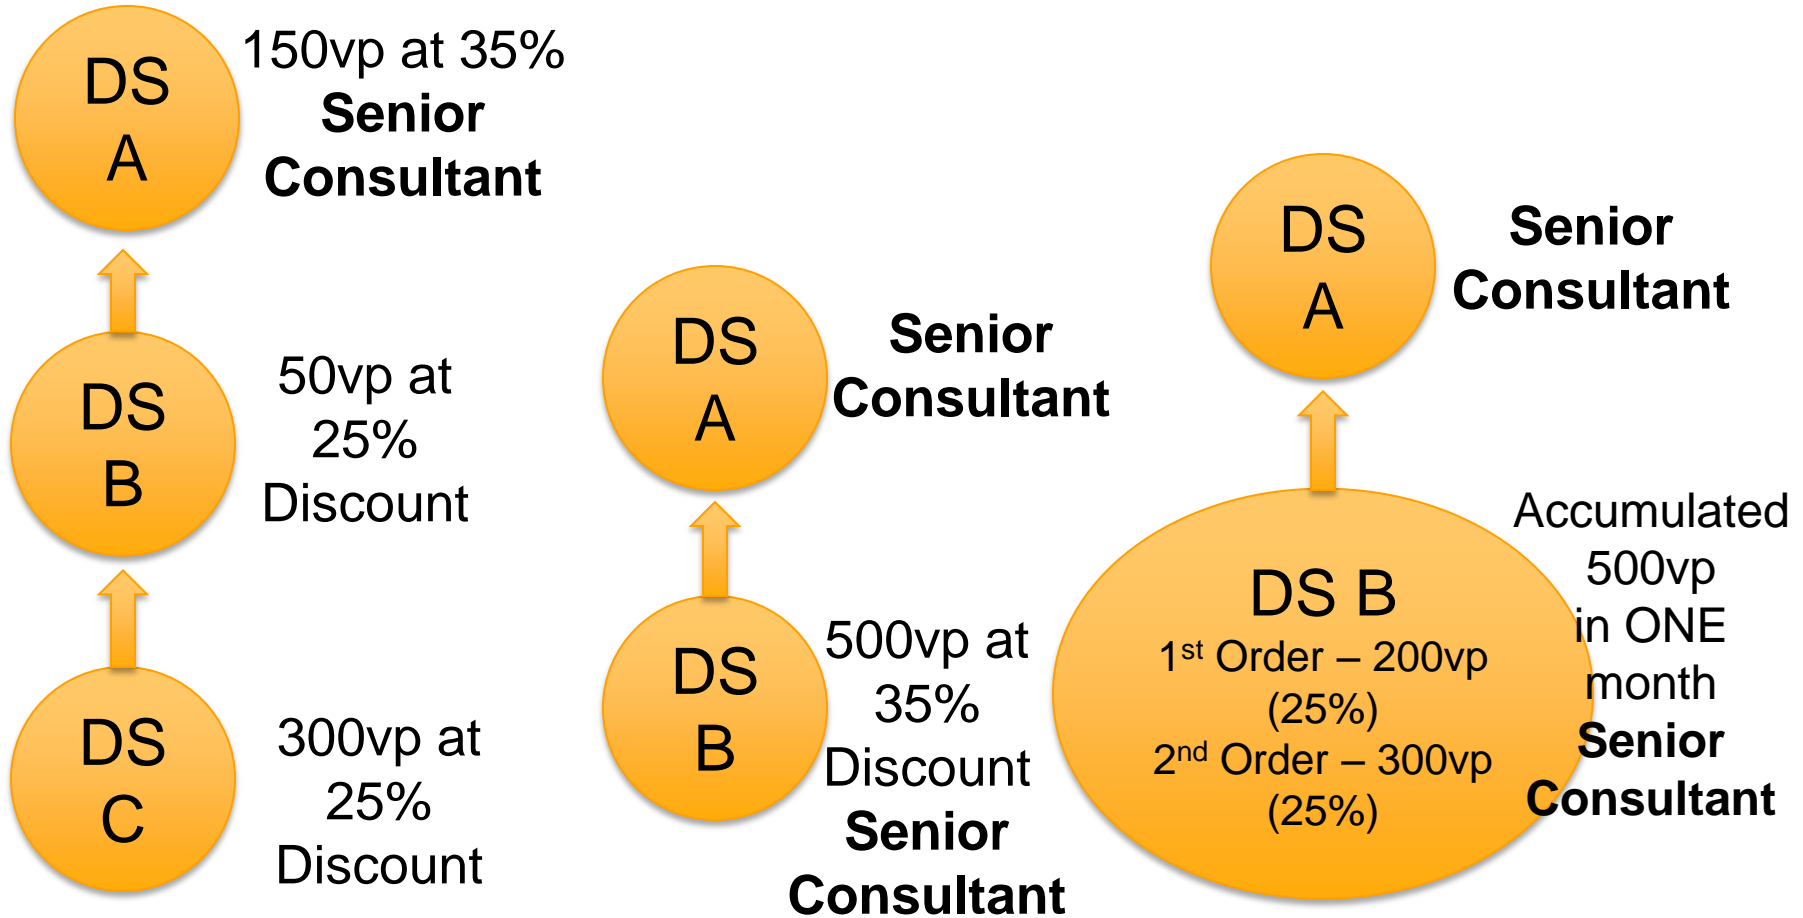 DS
A
150vp at 35%
Senior
Consultant
DS
B
50vp at
25%
Discount
DS
C
300vp at
25%
Discount
DS
A
Senior
Consultant
DS
B
500vp at
35%
Discount
Senior
Consultant
DS
A
Senior
Consultant
DS B
1st Order – 200vp
(25%)
2nd Order – 300vp
(25%)
Accumulated
500vp
in ONE
month
Senior
Consultant